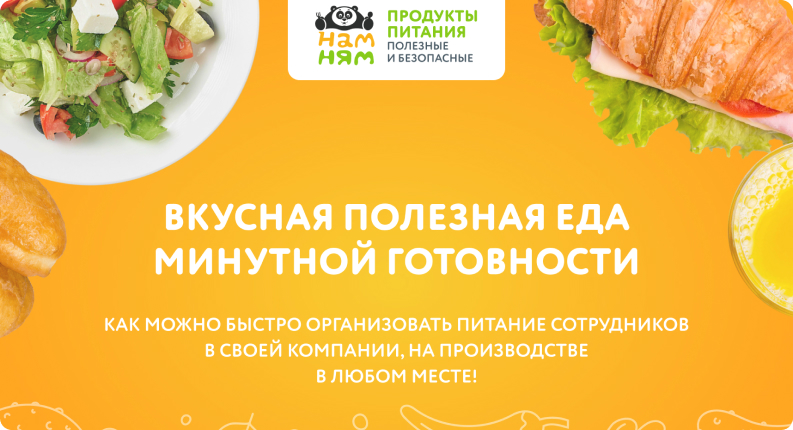 нам
ням
ПРОДУКТЫ
ПИТАНИЯ
ПОЛЕЗНЫЕ
И БЕЗОПАСНЫЕ
ВКУСНАЯ ПОЛЕЗНАЯ ЕДА
МИНУТНОЙ ГОТОВНОСТИ
КАК МОЖНО БЫСТРО ОРГАНИЗОВАТЬ ПИТАНИЕ СОТРУДНИКОВ
В СВОЕЙ КОМПАНИИ, НА ПРОИЗВОДСТВЕ
В ЛЮБОМ МЕСТЕ!